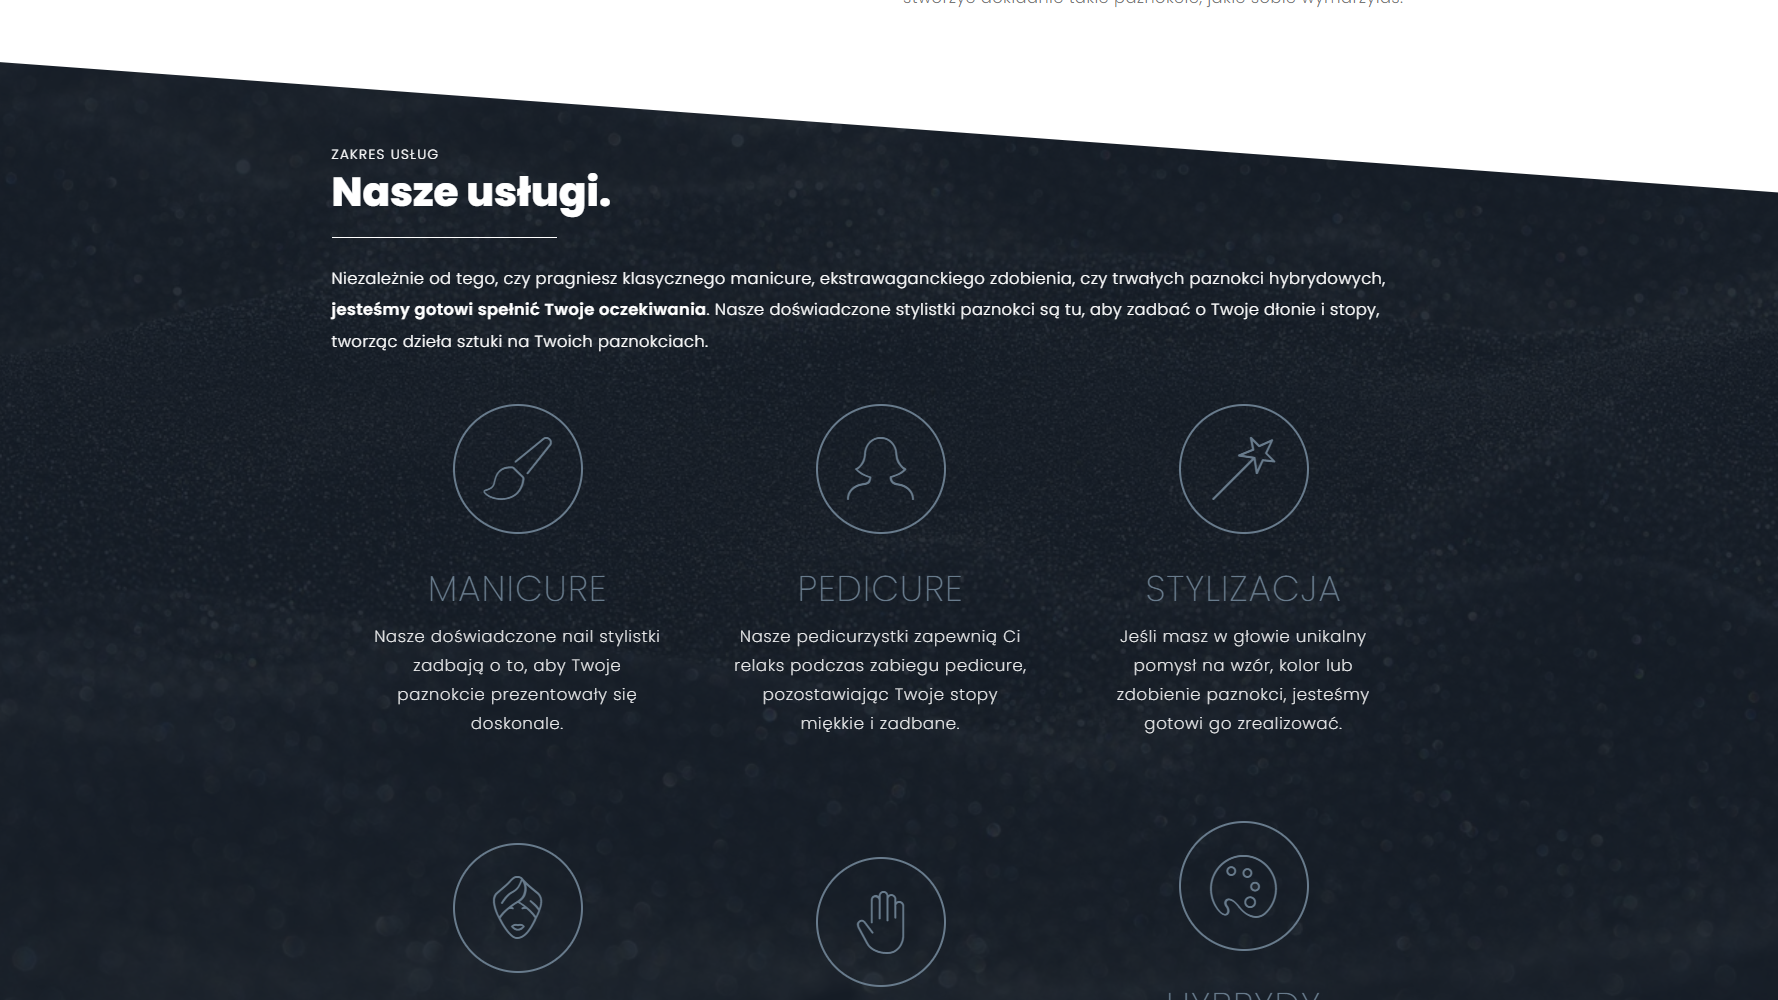 stworzyć dokładnie takie paznokcie, jakie sobie wymarzyłaś.
ZAKRES USŁUG
Nasze usługi.
Niezależnie od tego, czy pragniesz klasycznego manicure, ekstrawaganckiego zdobienia, czy trwałych paznokci hybrydowych,
jesteśmy gotowi spełnić Twoje oczekiwania. Nasze doświadczone stylistki paznokci są tu, aby zadbać o Twoje dłonie i stopy,
tworząc dzieła sztuki na Twoich paznokciach.
MANICURE
Nasze doświadczone nail stylistki
zadbają o to, aby Twoje
paznokcie prezentowały się
doskonale.
PEDICURE
Nasze pedicurzystki zapewnią Ci
relaks podczas zabiegu pedicure,
pozostawiając Twoje stopy
miękkie i zadbane.
STYLIZACJA
Jeśli masz w głowie unikalny
pomysł na wzór, kolor lub
zdobienie paznokci, jesteśmy
gotowi go zrealizować.
HYBRYDY